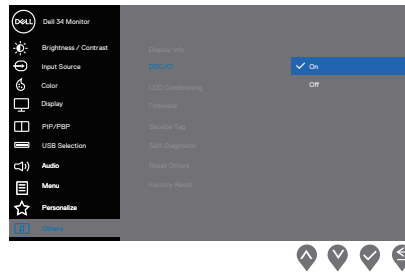 DELL
Dell 34 Monitor
Brightness / Contrast
Input Source
Color
Display
PIP/PBP
USB Selection
Audio
Menu
Personalize
Others
Display Info
DDC/CI
LCD Conditioning
Firmware
Service Tag
Self-Diagnostic
Reset Others
Factory Reset
On
Off